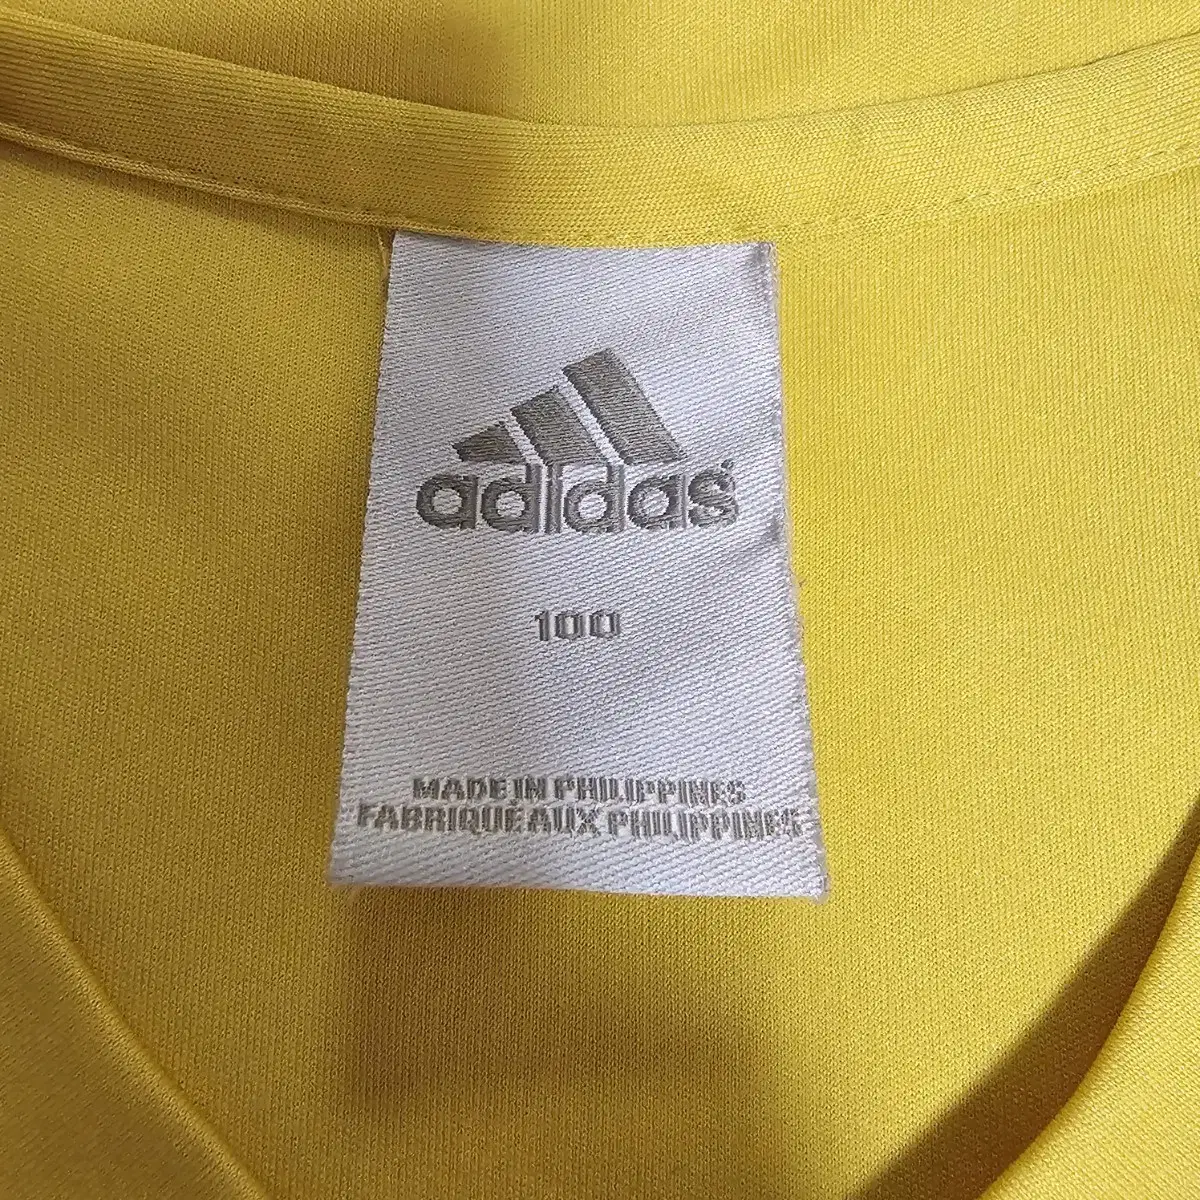 adidas
100
MADE IN PHILIPPINES
FABRIQUÉ AUX PHILIPPINES